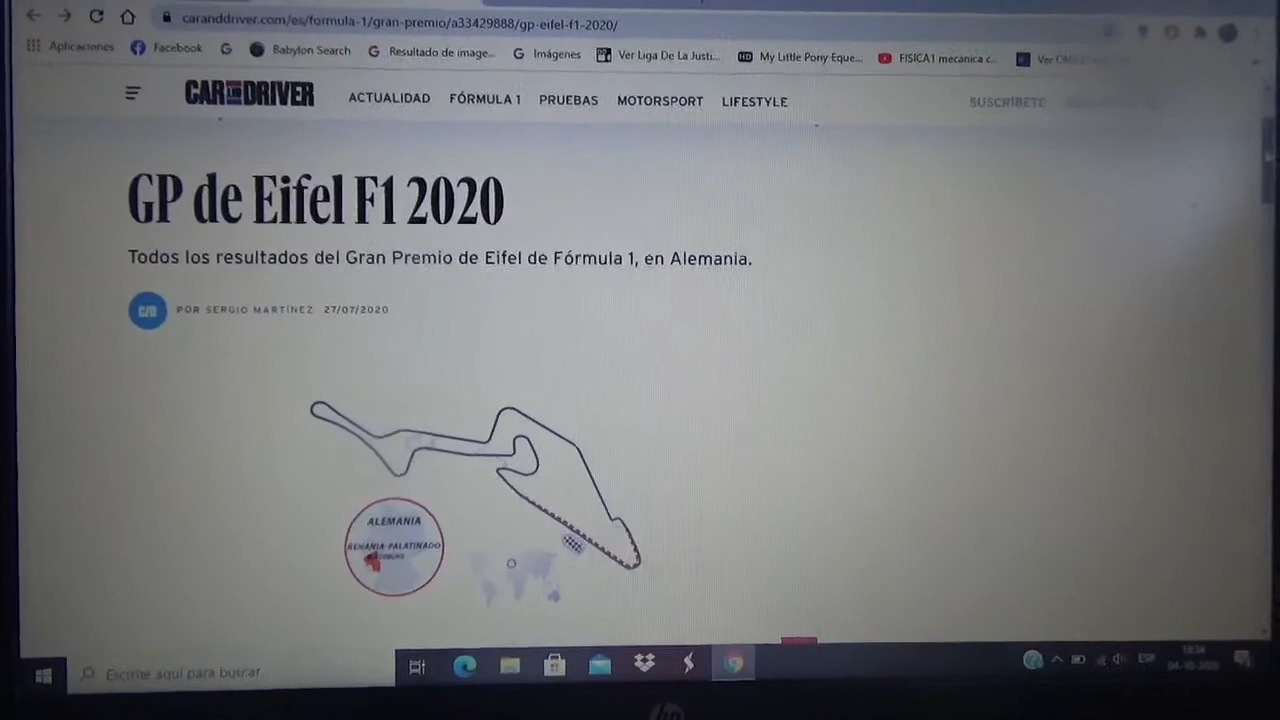 caranddriver.com/es/formula-1/gran-premio/a33429888/gp-eifel-f1-2020/
Aplicaciones Facebook Babylon Search Resultado de image... Imágenes Ver Liga De La Justi... My Little Pony Eque... FISICA1 mecanica c... Ver
CAR AND DRIVER ACTUALIDAD FÓRMULA 1 PRUEBAS MOTORSPORT LIFESTYLE SUSCRÍBETE
GP de Eifel F1 2020
Todos los resultados del Gran Premio de Eifel de Fórmula 1, en Alemania.
C/D POR SERGIO MARTÍNEZ 27/07/2020
ALEMANIA
RENANIA-PALATINADO
Escribe aquí para buscar
ESP
hp